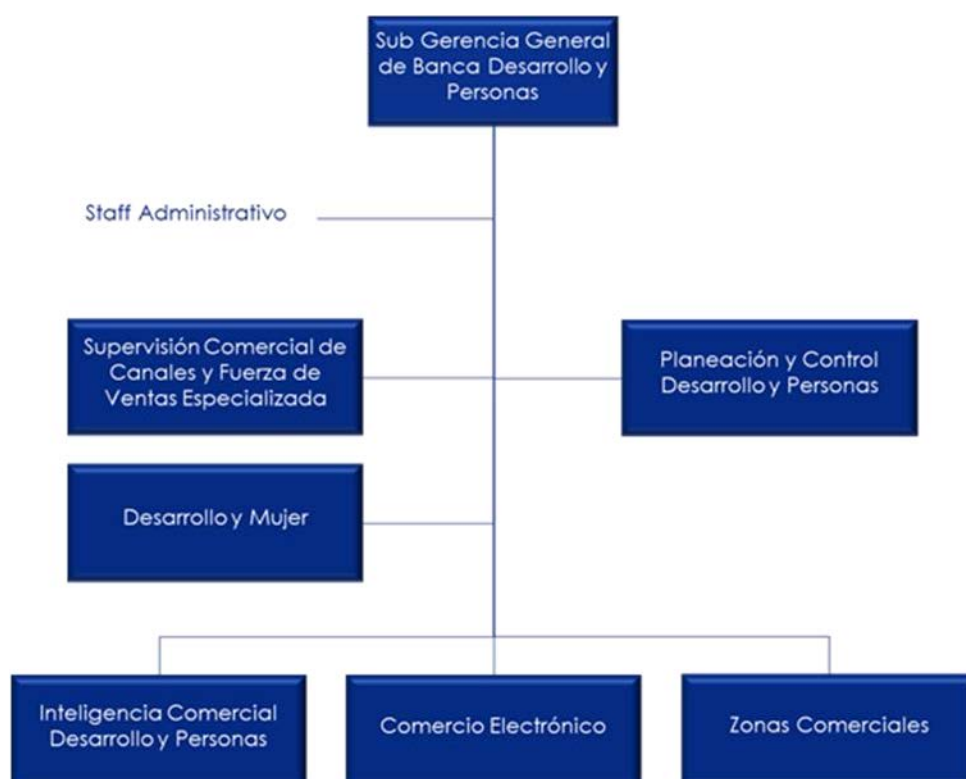 Sub Gerencia General
de Banca Desarrollo y
Personas
Staff Administrativo
Supervisión Comercial de
Canales y Fuerza de
Ventas Especializada
Planeación y Control
Desarrollo y Personas
Desarrollo y Mujer
Inteligencia Comercial
Desarrollo y Personas
Comercio Electrónico
Zonas Comerciales